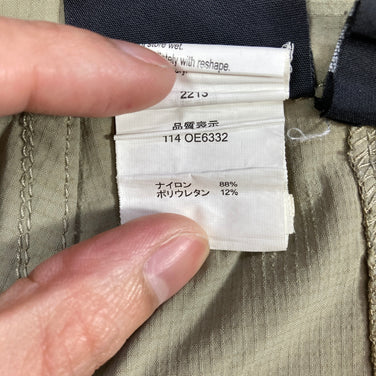 store wet.
with reshape.
2213
品質表示
114 OE6332
ナイロン 88%
ポリウレタン 12%